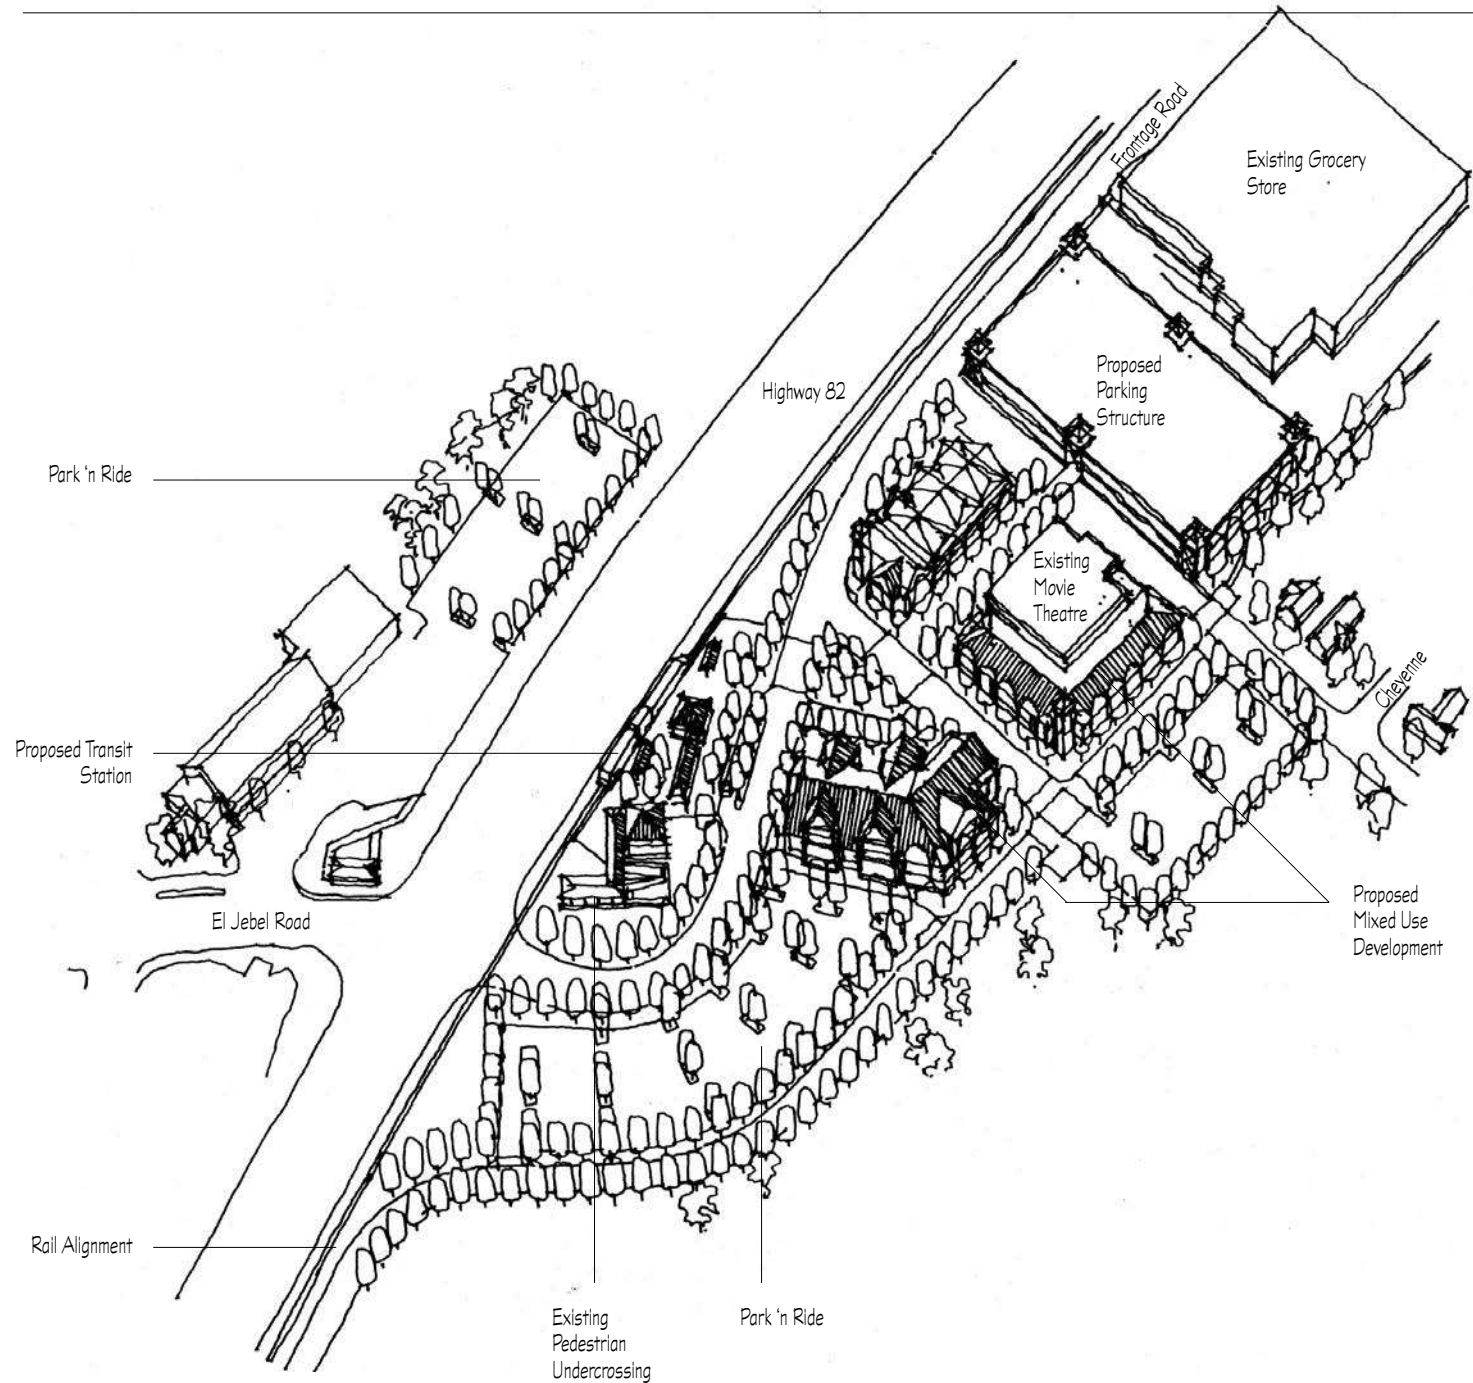 Frontage Road
Existing Grocery
Store
Proposed
Parking
Structure
Highway 82
Park 'n Ride
Existing
Movie
Theatre
Cheyenne
Proposed Transit
Station
El Jebel Road
Proposed
Mixed Use
Development
Rail Alignment
Existing
Pedestrian
Undercrossing
Park 'n Ride